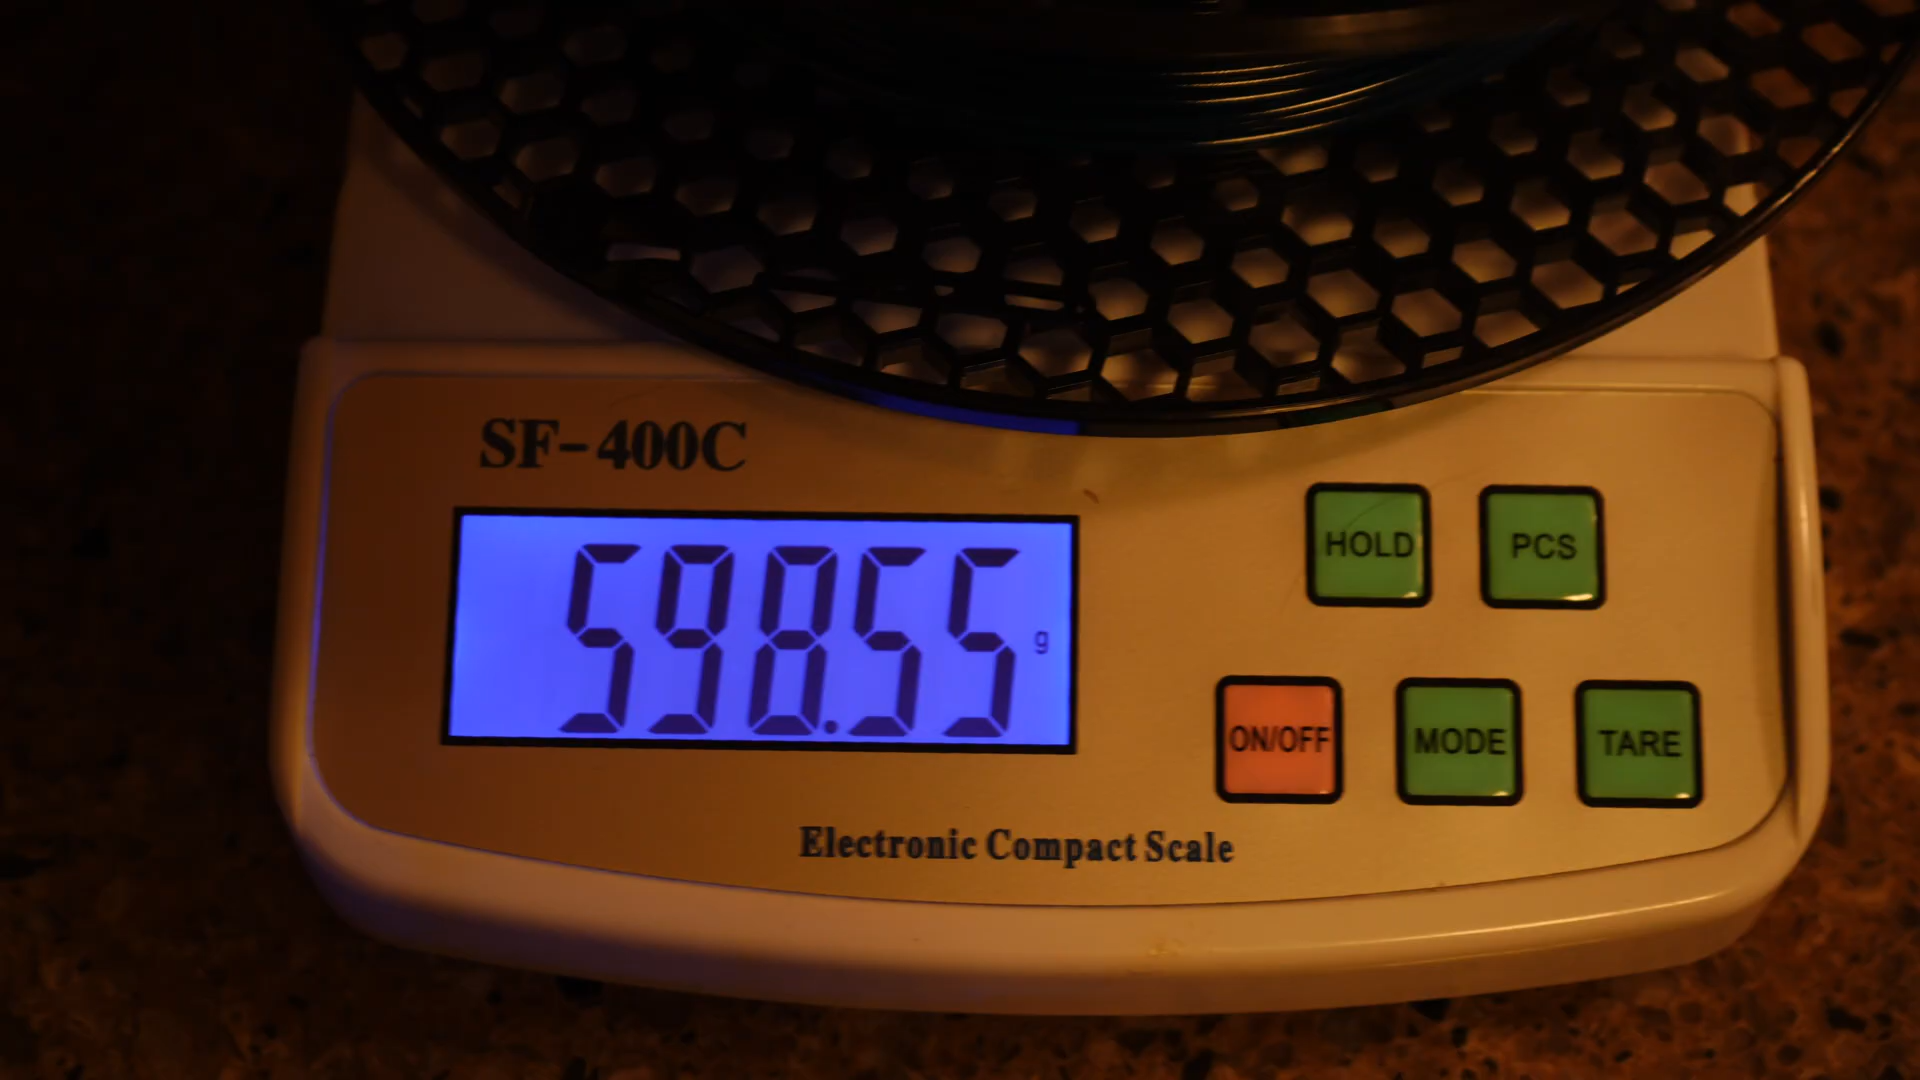 SF-400C
598.55 g
HOLD PCS
ON/OFF MODE TARE
Electronic Compact Scale